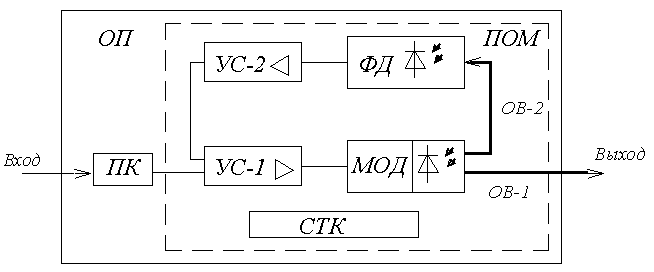 ОП
ПОМ
УС-2
ФД
ОВ-2
Вход
ПК
УС-1
МОД
Выход
ОВ-1
СТК